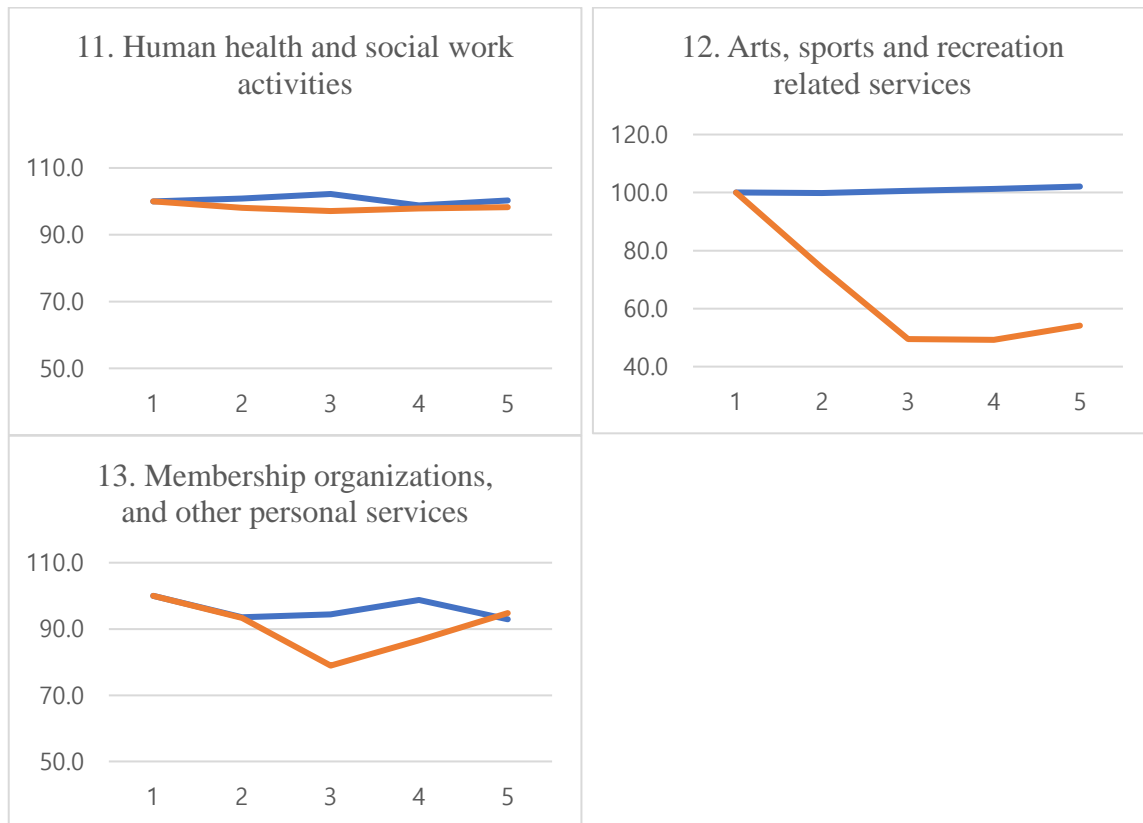 11. Human health and social work
activities
110.0
90.0
70.0
50.0
1 2 3 4 5
12. Arts, sports and recreation
related services
120.0
100.0
80.0
60.0
40.0
1 2 3 4 5
13. Membership organizations,
and other personal services
110.0
90.0
70.0
50.0
1 2 3 4 5